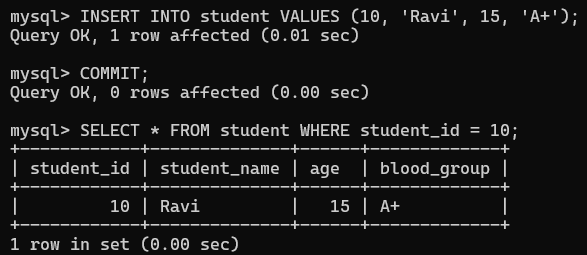 mysql> INSERT INTO student VALUES (10, 'Ravi', 15, 'A+');
Query OK, 1 row affected (0.01 sec)
mysql> COMMIT;
Query OK, 0 rows affected (0.00 sec)
mysql> SELECT * FROM student WHERE student_id = 10;
+------------+--------------+------+-------------+
| student_id | student_name | age  | blood_group |
+------------+--------------+------+-------------+
|         10 | Ravi         |   15 | A+          |
+------------+--------------+------+-------------+
1 row in set (0.00 sec)